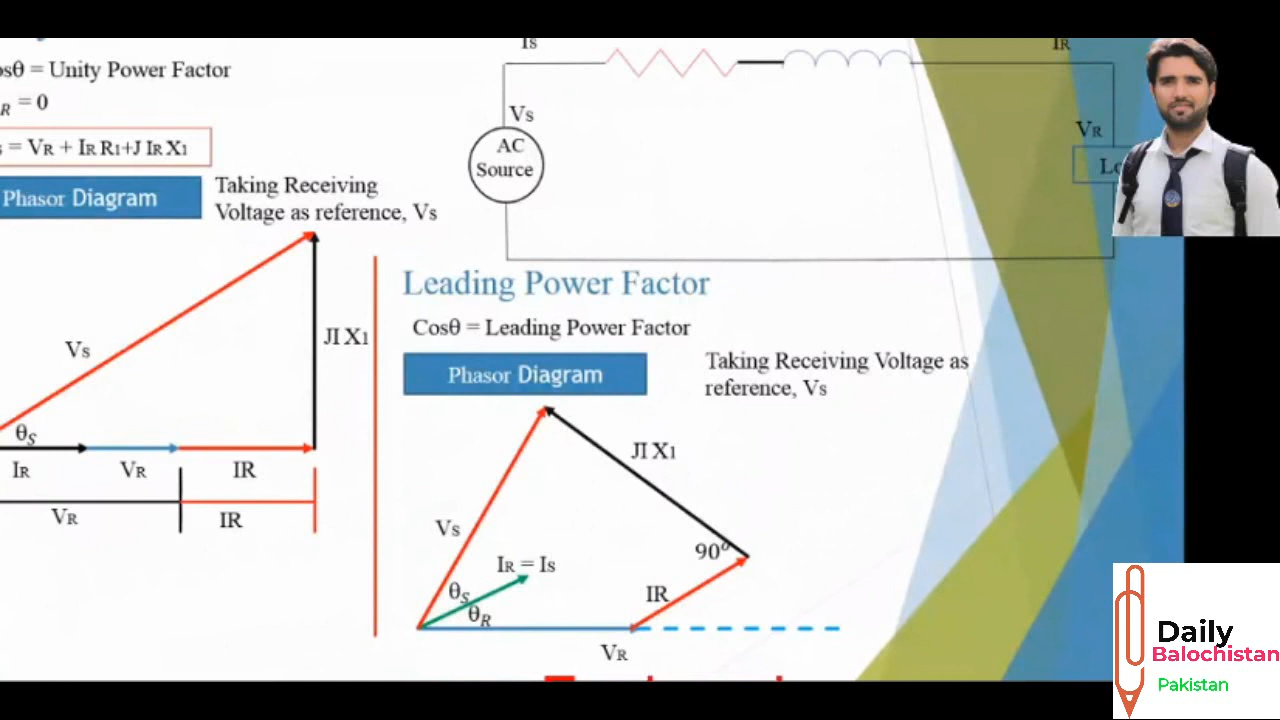 Is
IR
osθ = Unity Power Factor
R = 0
Vs
AC
Source
VR
s = VR + IR R1+J IR X1
Phasor Diagram
Taking Receiving
Voltage as reference, Vs
Vs
JI X1
θS
IR
VR
IR
VR
IR
Leading Power Factor
Cosθ = Leading Power Factor
Phasor Diagram
Taking Receiving Voltage as
reference, Vs
JI X1
Vs
90⁰
IR = Is
θS
θR
IR
VR
Daily
Balochistan
Pakistan